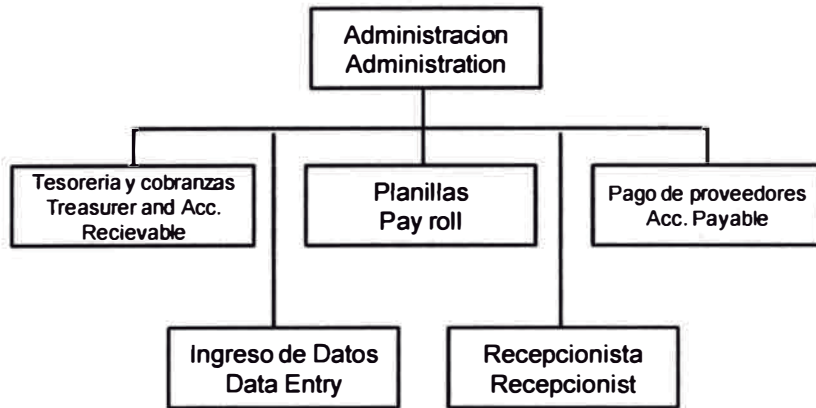 Administracion
Administration
Tesoreria y cobranzas
Treasurer and Acc.
Recievable
Planillas
Pay roll
Pago de proveedores
Acc. Payable
Ingreso de Datos
Data Entry
Recepcionista
Recepcionist